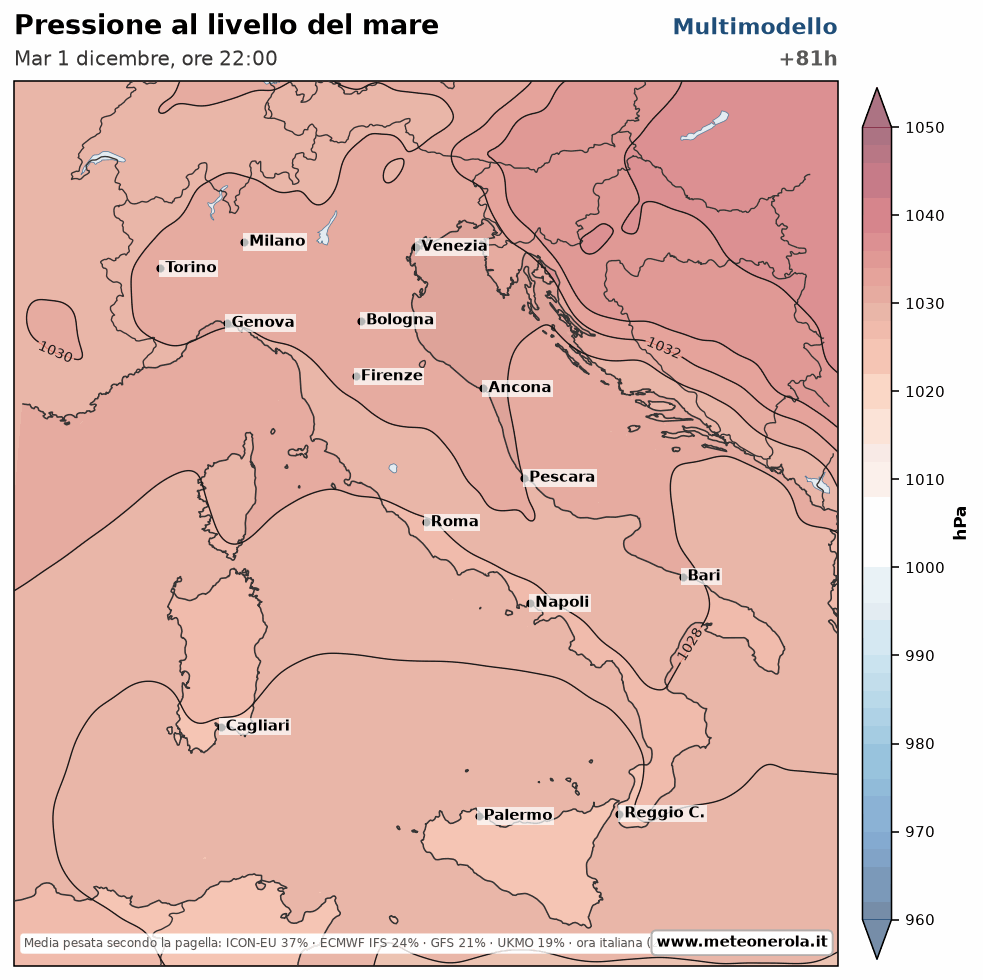 Pressione al livello del mare
Multimodello
Mar 1 dicembre, ore 22:00
+81h
1050
1040
Milano
Venezia
Torino
1030
Genova
Bologna
1030
1032
Firenze
Ancona
1020
Pescara
1010
Roma
hPa
1000
Bari
Napoli
1028
990
Cagliari
980
Palermo
Reggio C.
970
960
Media pesata secondo la pagella: ICON-EU 37% · ECMWF IFS 24% · GFS 21% · UKMO 19% · ora italiana (
www.meteonerola.it